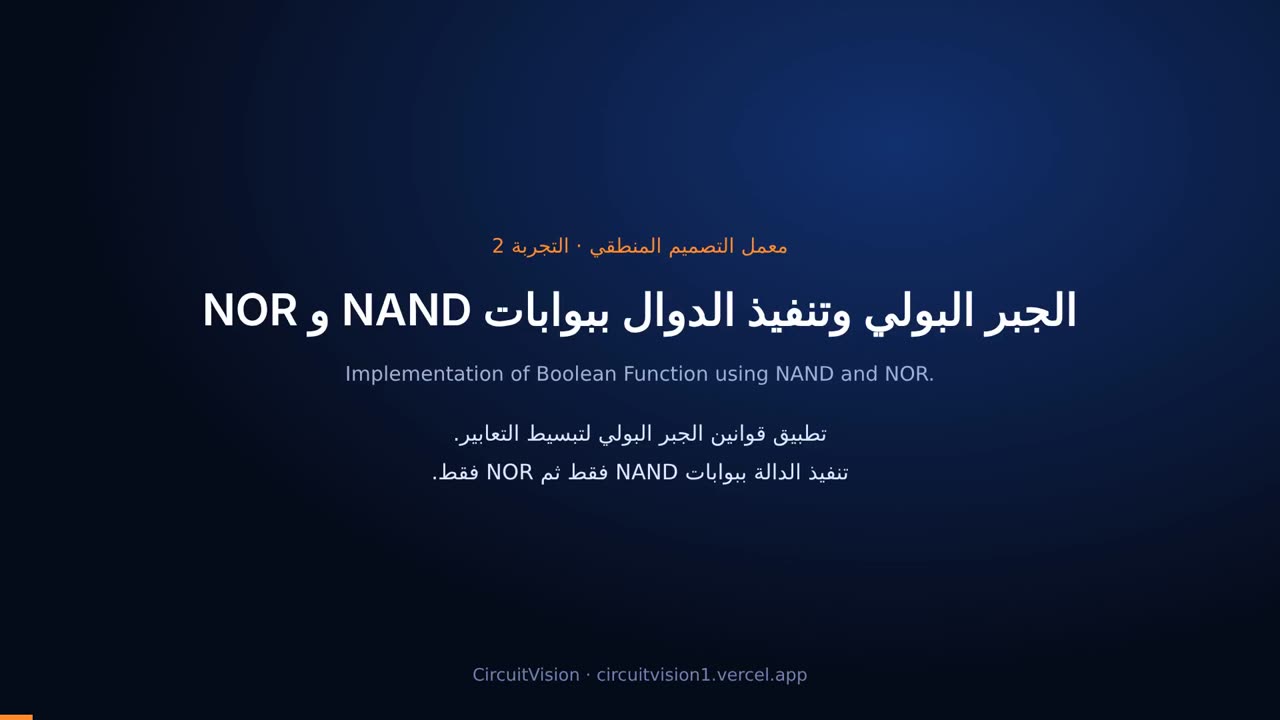 معمل التصميم المنطقي · التجربة 2
الجبر البولي وتنفيذ الدوال ببوابات NAND و NOR
Implementation of Boolean Function using NAND and NOR.
تطبيق قوانين الجبر البولي لتبسيط التعابير.
تنفيذ الدالة ببوابات NAND فقط ثم NOR فقط.
CircuitVision · circuitvision1.vercel.app